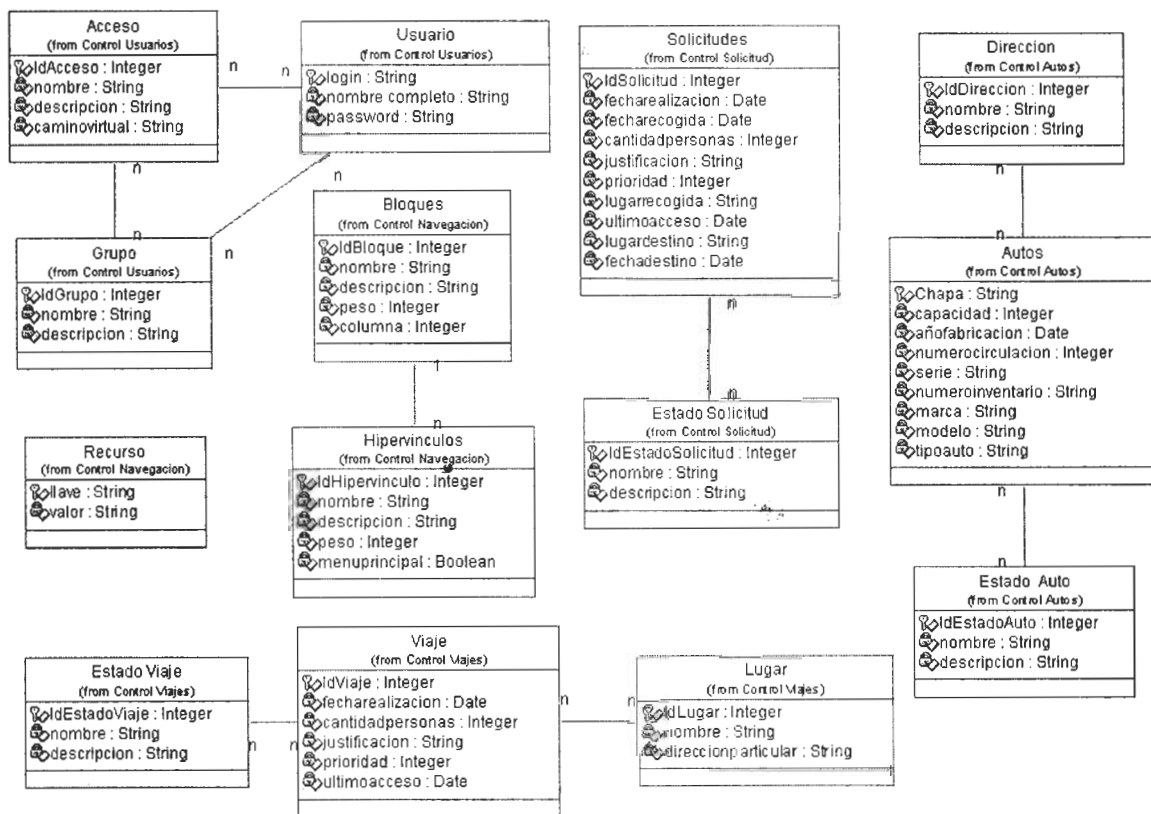 Acceso
(from Control Usuarios)
IdAcceso : Integer
nombre : String
descripcion : String
caminovirtual : String
n
n
n
Usuario
(from Control Usuarios)
login : String
nombre completo : String
password : String
n
n
n
Grupo
(from Control Usuarios)
IdGrupo : Integer
nombre : String
descripcion : String
Bloques
(from Control Navegacion)
IdBloque : Integer
nombre : String
descripcion : String
peso : Integer
columna : Integer
1
n
Hipervinculos
(from Control Navegacion)
IdHipervinculo : Integer
nombre : String
descripcion : String
peso : Integer
menuprincipal : Boolean
Recurso
(from Control Navegacion)
llave : String
valor : String
Solicitudes
(from Control Solicitud)
IdSolicitud : Integer
fecharealizacion : Date
fecharecogida : Date
cantidadpersonas : Integer
justificacion : String
prioridad : Integer
lugarrecogida : String
ultimoacceso : Date
lugardestino : String
fechadestino : Date
n
n
Estado Solicitud
(from Control Solicitud)
IdEstadoSolicitud : Integer
nombre : String
descripcion : String
Direccion
(from Control Autos)
IdDireccion : Integer
nombre : String
descripcion : String
n
n
Autos
(from Control Autos)
Chapa : String
capacidad : Integer
añofabricacion : Date
numerocirculacion : Integer
serie : String
numeroinventario : String
marca : String
modelo : String
tipoauto : String
n
n
Estado Auto
(from Control Autos)
IdEstadoAuto : Integer
nombre : String
descripcion : String
Estado Viaje
(from Control Viajes)
IdEstadoViaje : Integer
nombre : String
descripcion : String
n
n
Viaje
(from Control Viajes)
IdViaje : Integer
fecharealizacion : Date
cantidadpersonas : Integer
justificacion : String
prioridad : Integer
ultimoacceso : Date
n
n
Lugar
(from Control Viajes)
IdLugar : Integer
nombre : String
direccionparticular : String